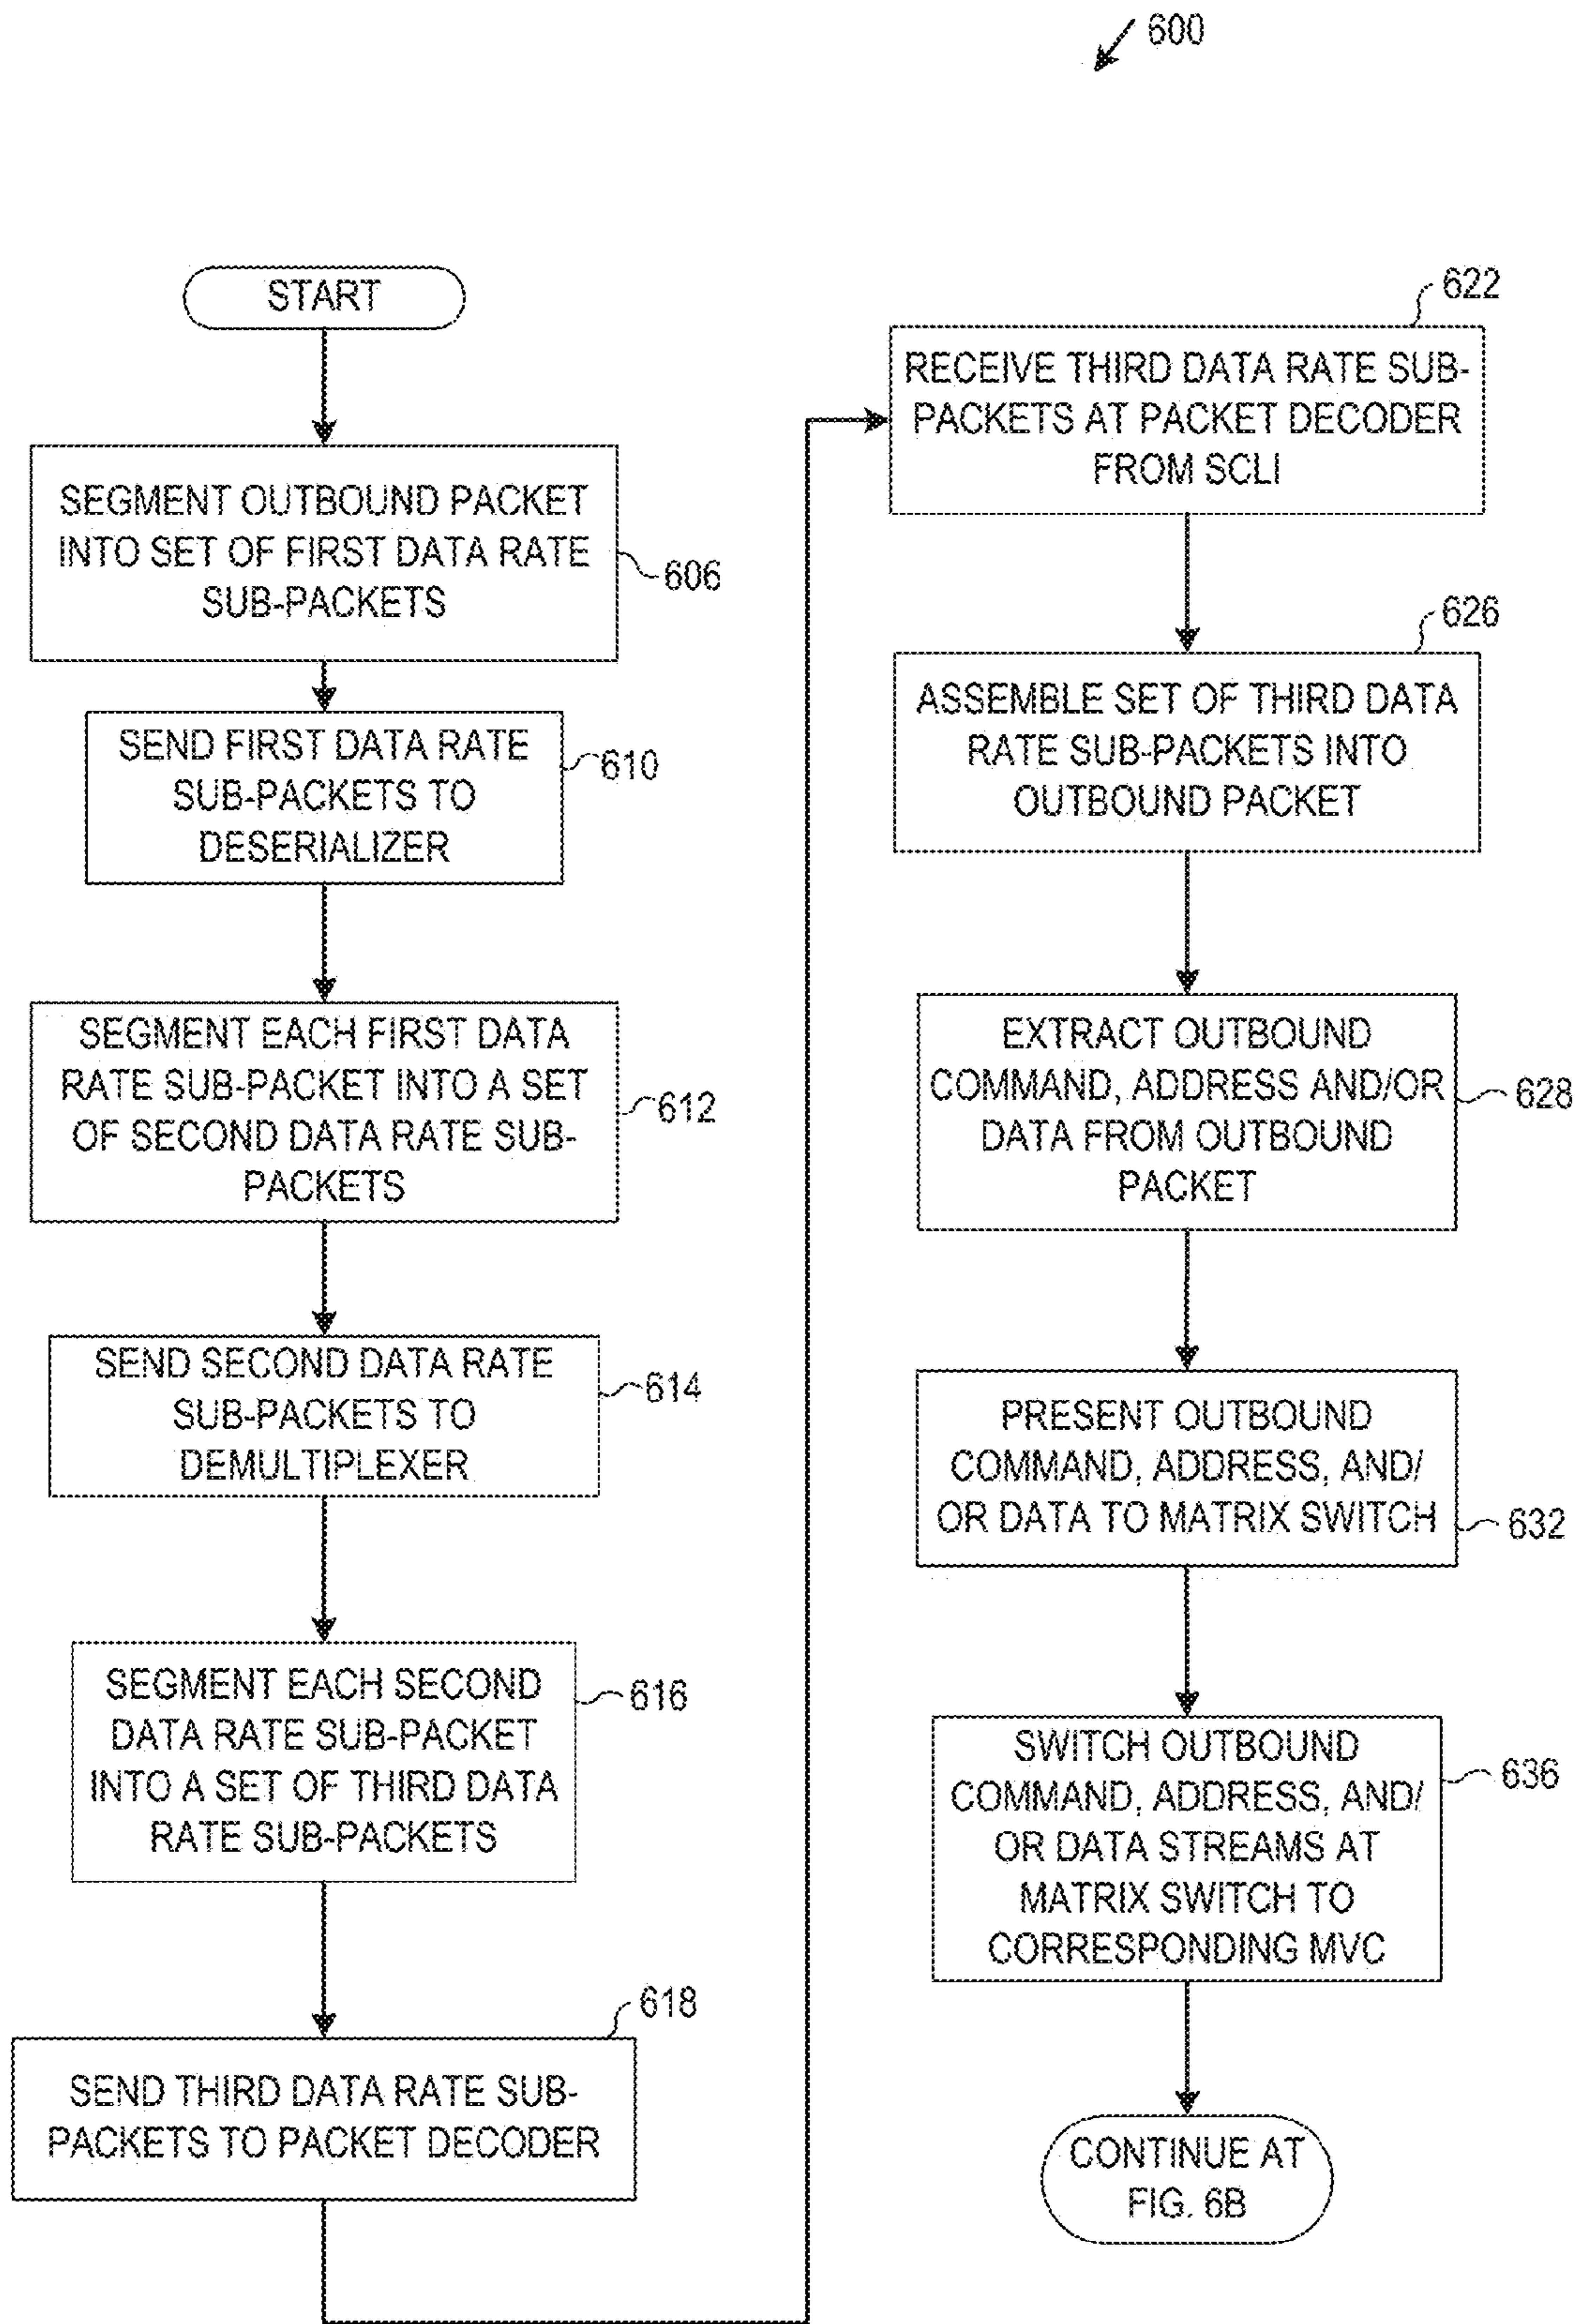 600
START
SEGMENT OUTBOUND PACKET
INTO SET OF FIRST DATA RATE
SUB-PACKETS
606
SEND FIRST DATA RATE
SUB-PACKETS TO
DESERIALIZER
610
SEGMENT EACH FIRST DATA
RATE SUB-PACKET INTO A SET
OF SECOND DATA RATE SUB-
PACKETS
612
SEND SECOND DATA RATE
SUB-PACKETS TO
DEMULTIPLEXER
614
SEGMENT EACH SECOND
DATA RATE SUB-PACKET
INTO A SET OF THIRD DATA
RATE SUB-PACKETS
616
618
SEND THIRD DATA RATE SUB-
PACKETS TO PACKET DECODER
622
RECEIVE THIRD DATA RATE SUB-
PACKETS AT PACKET DECODER
FROM SCLI
626
ASSEMBLE SET OF THIRD DATA
RATE SUB-PACKETS INTO
OUTBOUND PACKET
EXTRACT OUTBOUND
COMMAND, ADDRESS AND/OR
DATA FROM OUTBOUND
PACKET
628
PRESENT OUTBOUND
COMMAND, ADDRESS, AND/
OR DATA TO MATRIX SWITCH
632
SWITCH OUTBOUND
COMMAND, ADDRESS, AND/
OR DATA STREAMS AT
MATRIX SWITCH TO
CORRESPONDING MVC
636
CONTINUE AT
FIG. 6B